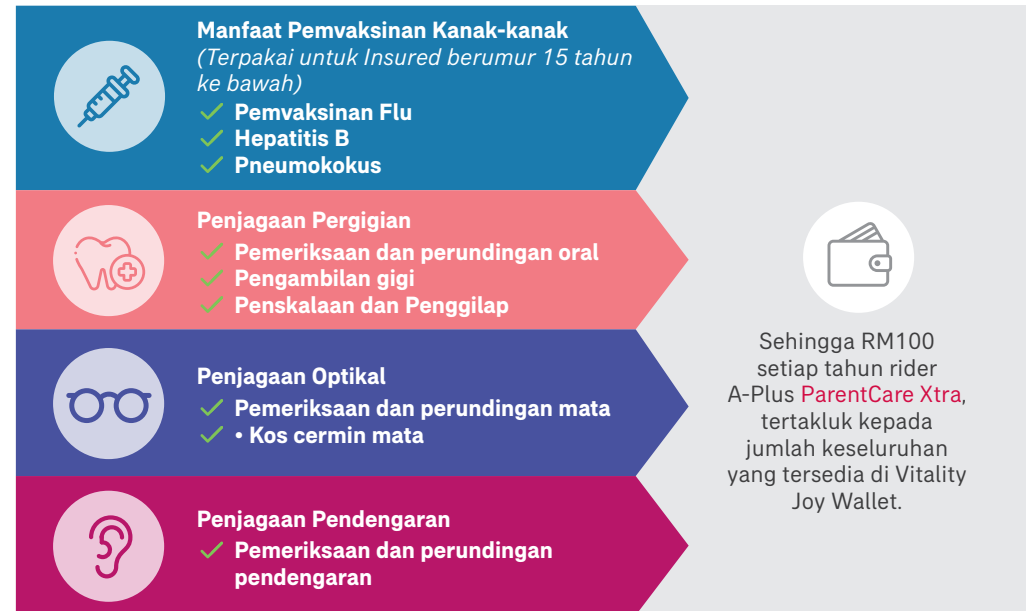 Manfaat Pemvaksinan Kanak-kanak
(Terpakai untuk Insured berumur 15 tahun
ke bawah)
✓ Pemvaksinan Flu
✓ Hepatitis B
✓ Pneumokokus
Penjagaan Pergigian
✓ Pemeriksaan dan perundingan oral
✓ Pengambilan gigi
✓ Penskalaan dan Penggilap
Penjagaan Optikal
✓ Pemeriksaan dan perundingan mata
✓ • Kos cermin mata
Penjagaan Pendengaran
✓ Pemeriksaan dan perundingan
pendengaran
Sehingga RM100
setiap tahun rider
A-Plus ParentCare Xtra,
tertakluk kepada
jumlah keseluruhan
yang tersedia di Vitality
Joy Wallet.